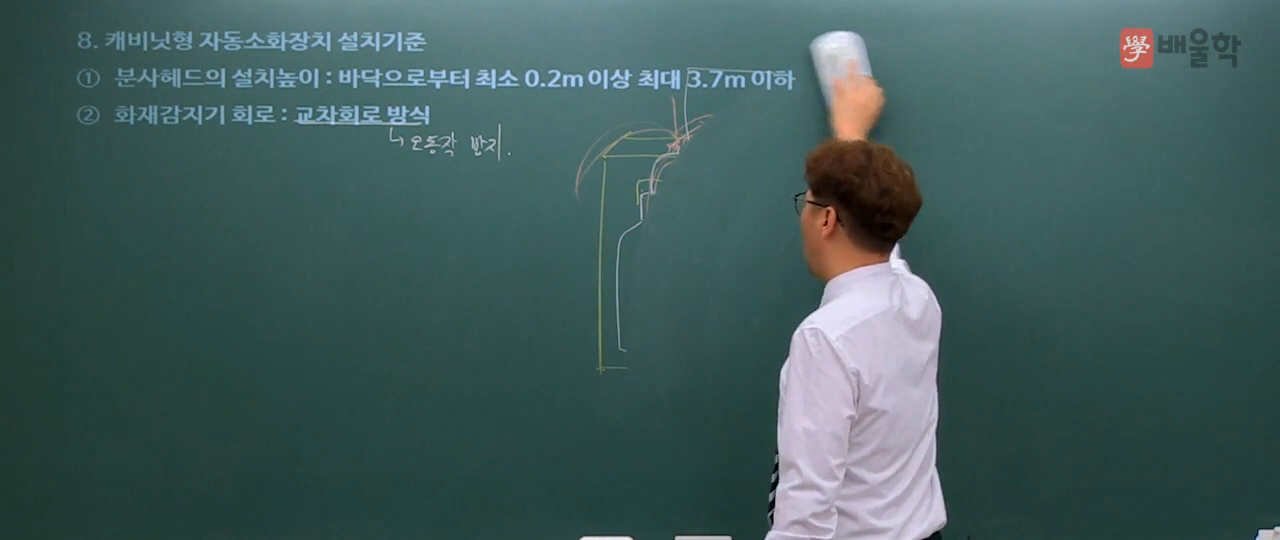 8. 캐비닛형 자동소화장치 설치기준
學 배울학
① 분사헤드의 설치높이 : 바닥으로부터 최소 0.2m 이상 최대 3.7m 이하
② 화재감지기 회로 : 교차회로 방식
↳ 오동작 방지.